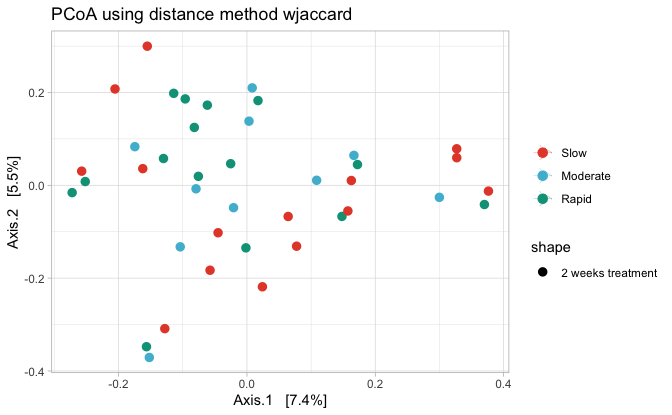 PCoA using distance method wjaccard
0.2
0.0
-0.2
-0.4
Axis.2 [5.5%]
-0.2
0.0
0.2
0.4
Axis.1 [7.4%]
Slow
Moderate
Rapid
shape
2 weeks treatment